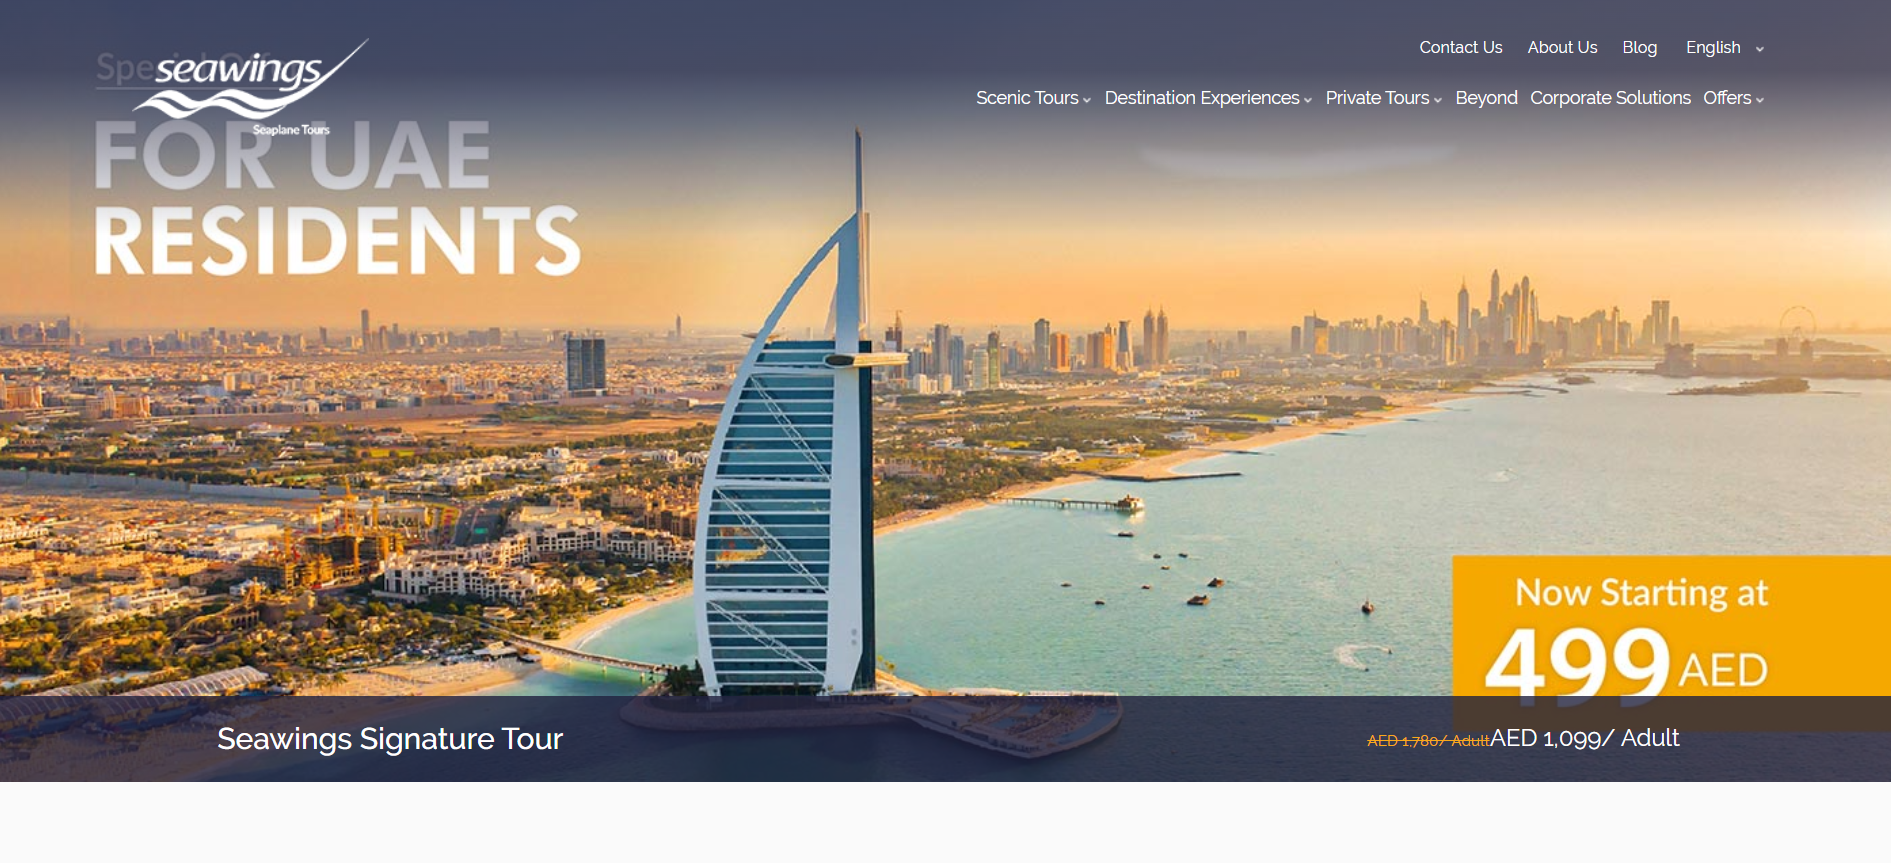 Contact Us About Us Blog English
seawings
Seaplane Tours
Scenic Tours Destination Experiences Private Tours Beyond Corporate Solutions Offers
FOR UAE
RESIDENTS
Now Starting at
499 AED
Seawings Signature Tour
AED 1,780/ Adult AED 1,099/ Adult